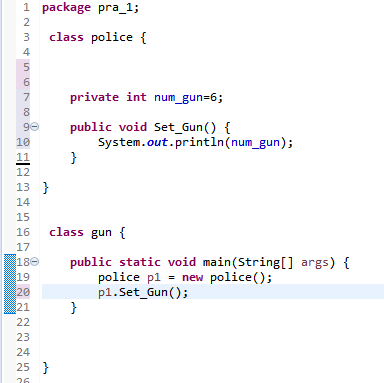 1 package pra_1;
2
3 class police {
4
5
6
7 private int num_gun=6;
8
9 public void Set_Gun() {
10 System.out.println(num_gun);
11 }
12
13 }
14
15
16 class gun {
17
18 public static void main(String[] args) {
19 police p1 = new police();
20 p1.Set_Gun();
21 }
22
23
24
25 }
26